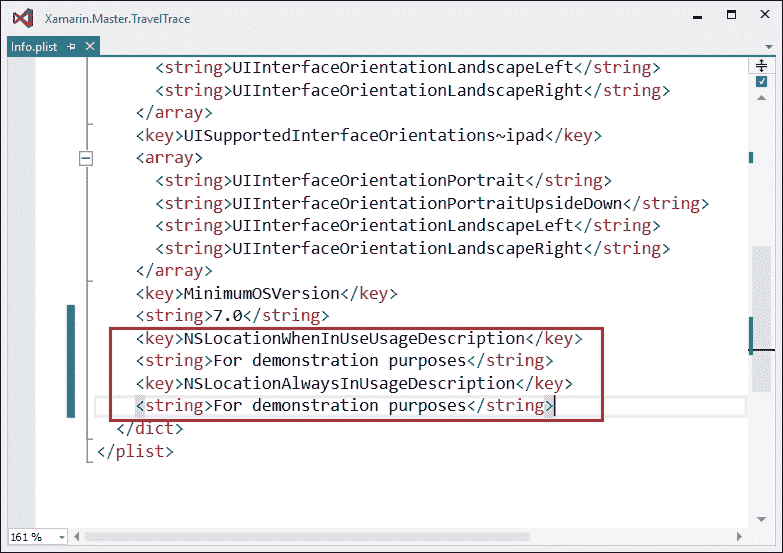 Xamarin.Master.TravelTrace
Info.plist
<string>UIInterfaceOrientationLandscapeLeft</string>
<string>UIInterfaceOrientationLandscapeRight</string>
</array>
<key>UISupportedInterfaceOrientations~ipad</key>
<array>
<string>UIInterfaceOrientationPortrait</string>
<string>UIInterfaceOrientationPortraitUpsideDown</string>
<string>UIInterfaceOrientationLandscapeLeft</string>
<string>UIInterfaceOrientationLandscapeRight</string>
</array>
<key>MinimumOSVersion</key>
<string>7.0</string>
<key>NSLocationWhenInUseUsageDescription</key>
<string>For demonstration purposes</string>
<key>NSLocationAlwaysInUsageDescription</key>
<string>For demonstration purposes</string>
</dict>
</plist>
161 %